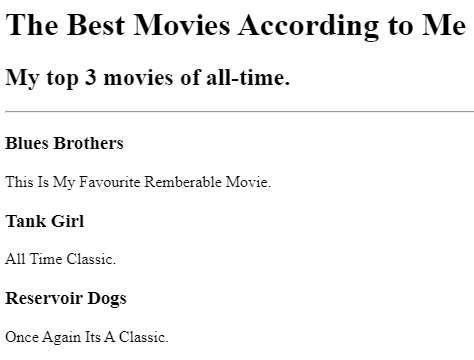 The Best Movies According to Me
My top 3 movies of all-time.
Blues Brothers
This Is My Favourite Remberable Movie.
Tank Girl
All Time Classic.
Reservoir Dogs
Once Again Its A Classic.